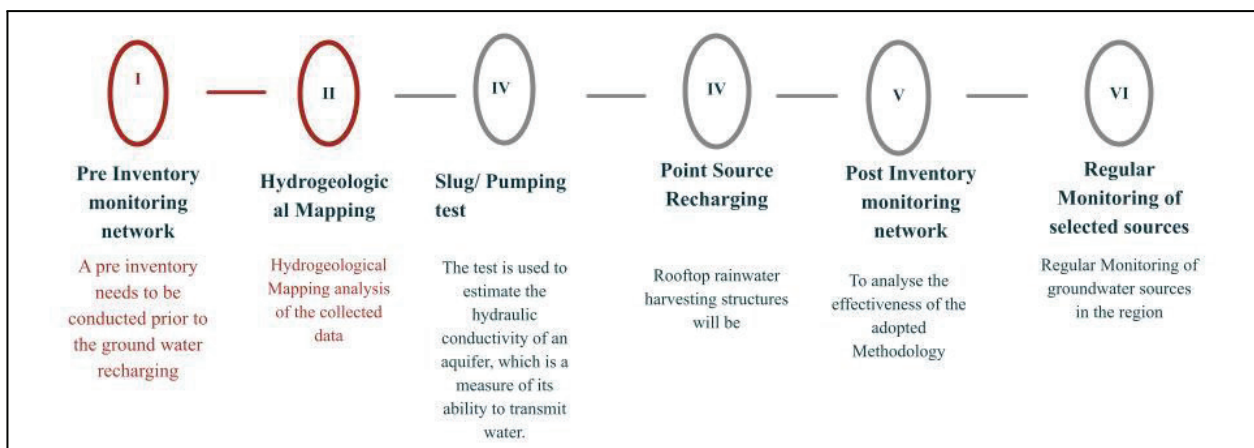 I
Pre Inventory
monitoring
network
A pre inventory
needs to be
conducted prior to
the ground water
recharging
II
Hydrogeologic
al Mapping
Hydrogeological
Mapping analysis
of the collected
data
IV
Slug/ Pumping
test
The test is used to
estimate the
hydraulic
conductivity of an
aquifer, which is a
measure of its
ability to transmit
water.
IV
Point Source
Recharging
Rooftop rainwater
harvesting structures
will be
V
Post Inventory
monitoring
network
To analyse the
effectiveness of the
adopted
Methodology
VI
Regular
Monitoring of
selected sources
Regular Monitoring of
groundwater sources
in the region